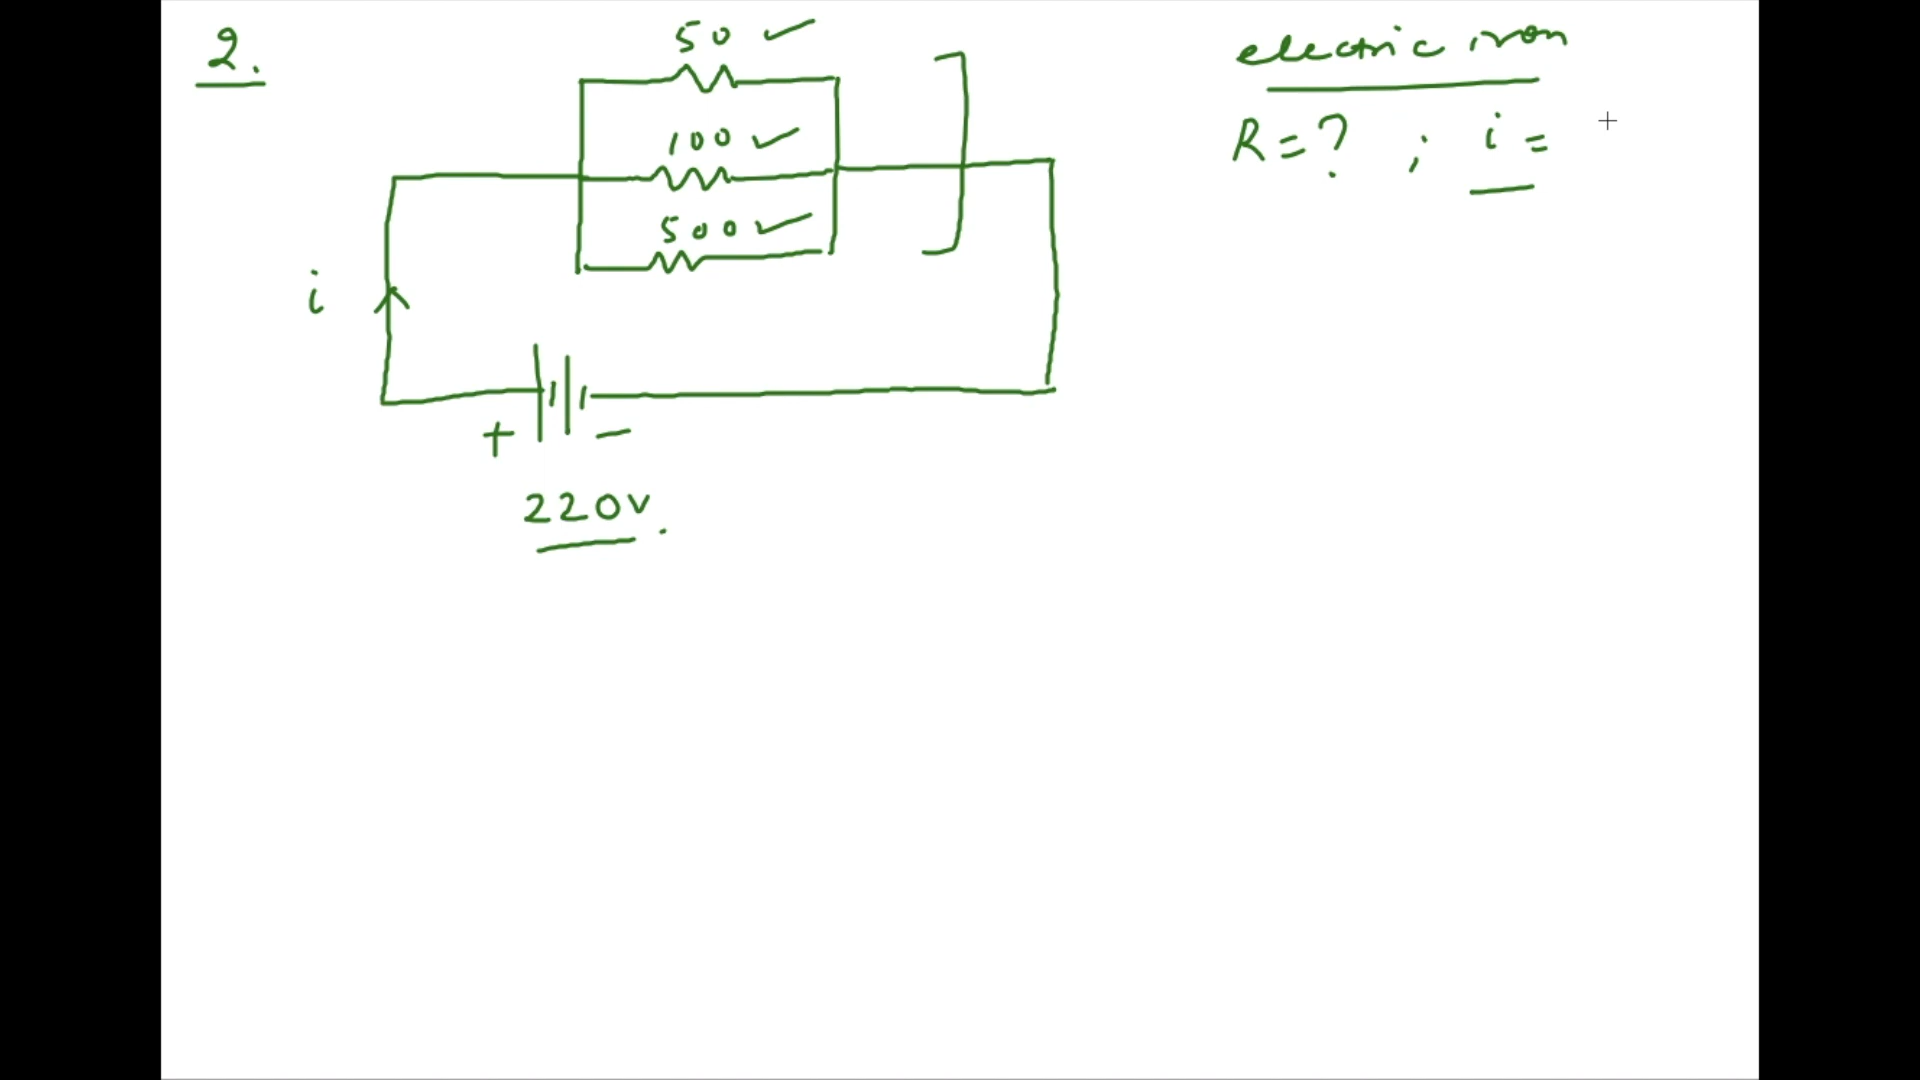 2.
50
100
500
i
+ -
220V.
electric iron
R = ? ; i =